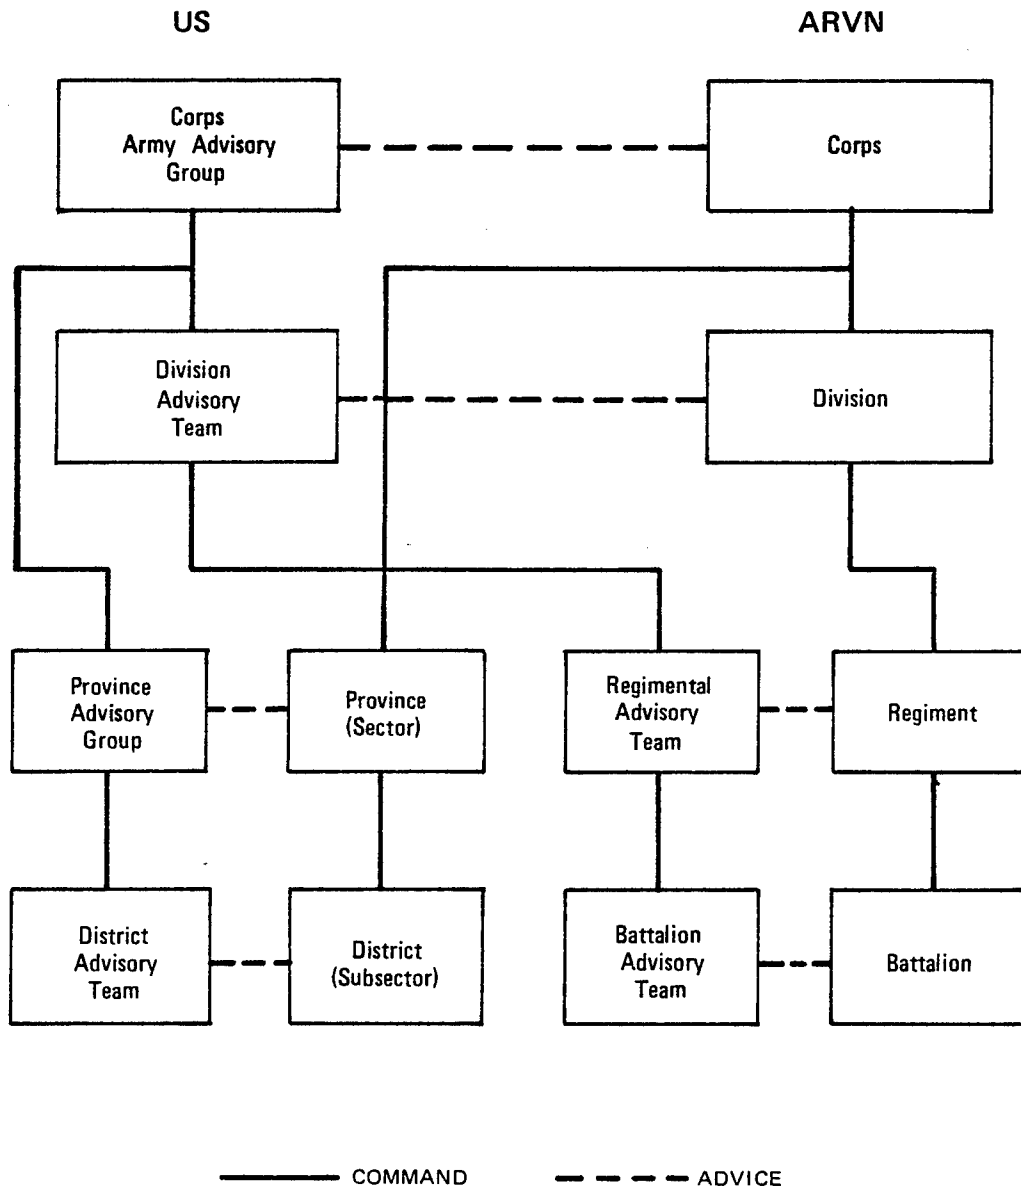 US
ARVN
Corps
Army Advisory
Group
Corps
Division
Advisory
Team
Division
Province
Advisory
Group
Province
(Sector)
Regimental
Advisory
Team
Regiment
District
Advisory
Team
District
(Subsector)
Battalion
Advisory
Team
Battalion
COMMAND
ADVICE